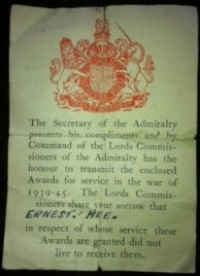 The Secretary of the Admiralty
presents his compliments and by
Command of the Lords Commis-
sioners of the Admiralty has the
honour to transmit the enclosed
Awards for service in the war of
1939-45. The Lords Commis-
sioners share your sorrow that
ERNEST. HEE.
in respect of whose service these
Awards are granted did not
live to receive them.